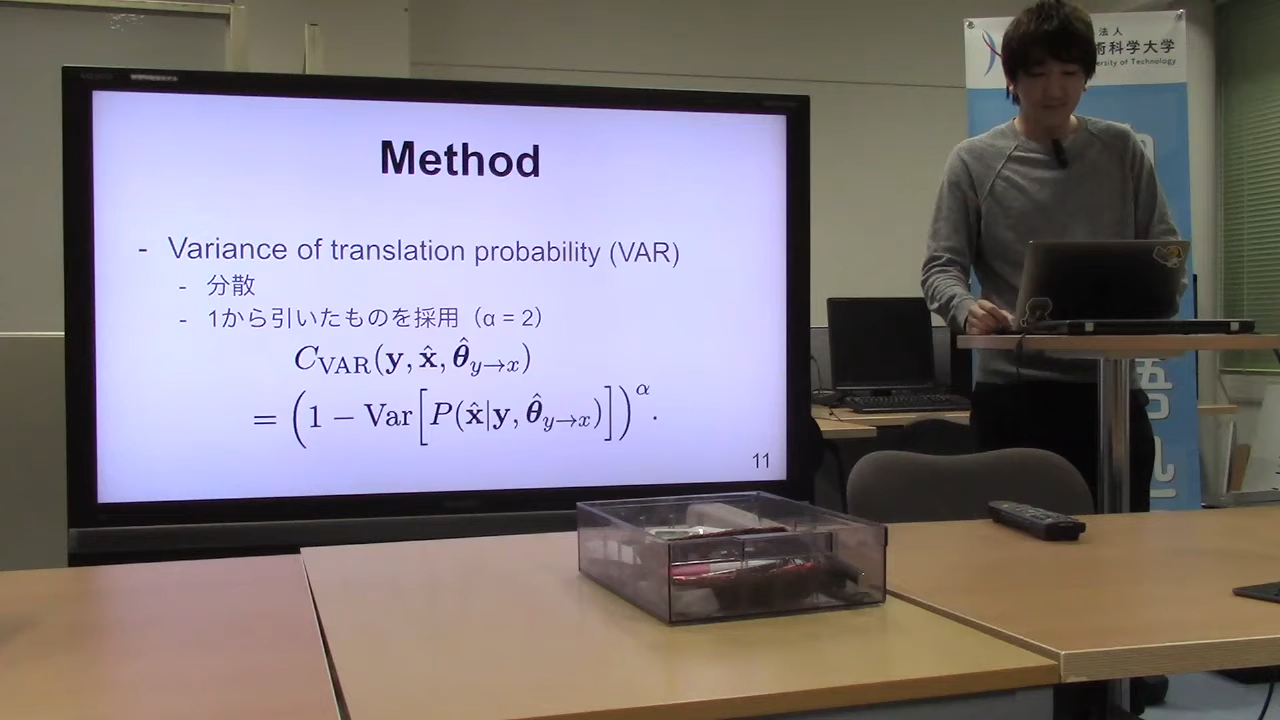 Method
- Variance of translation probability (VAR)
- 分散
- 1から引いたものを採用（α = 2）
C_VAR(y, x̂, θ̂_y→x)
= (1 − Var[P(x̂|y, θ̂_y→x)])^α.
11
法人
術科学大学
ersity of Technology